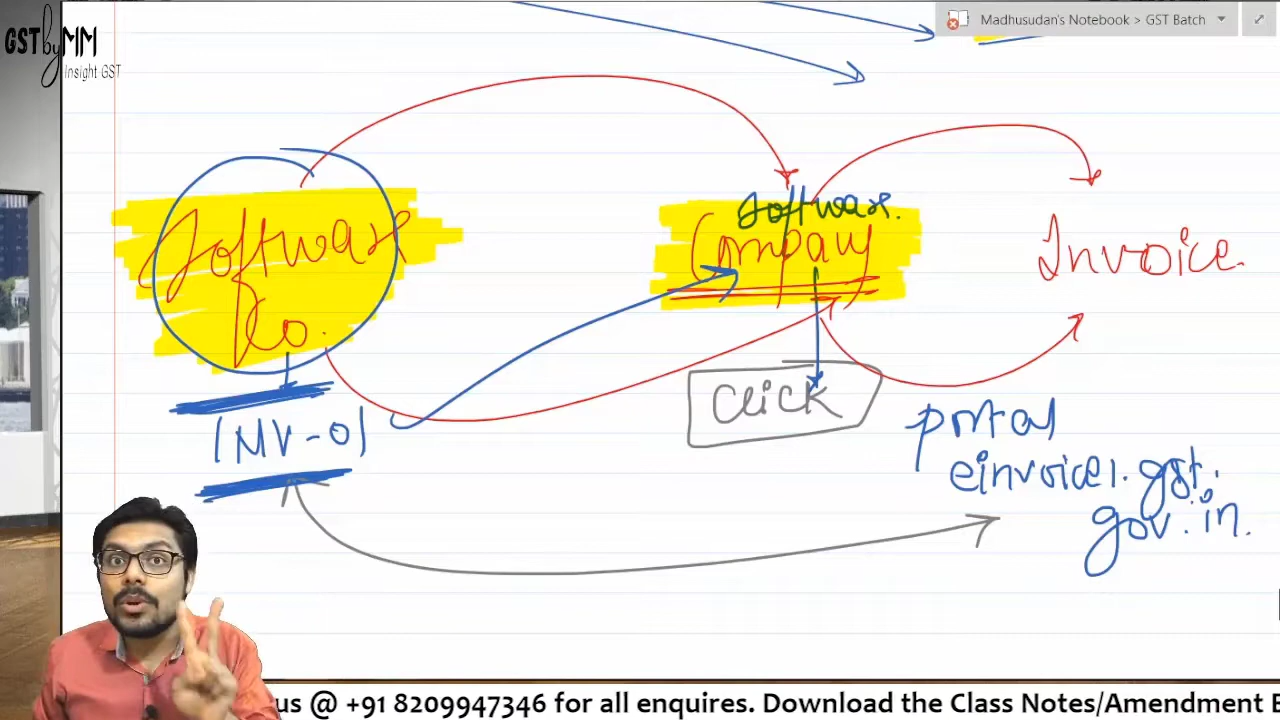 GST by MM
Insight GST
Madhusudan's Notebook > GST Batch
Software
Co.
Software.
Company
Invoice.
INV-01
Click
portal
einvoice1.gst.
gov.in.
us @ +91 8209947346 for all enquires. Download the Class Notes/Amendment E